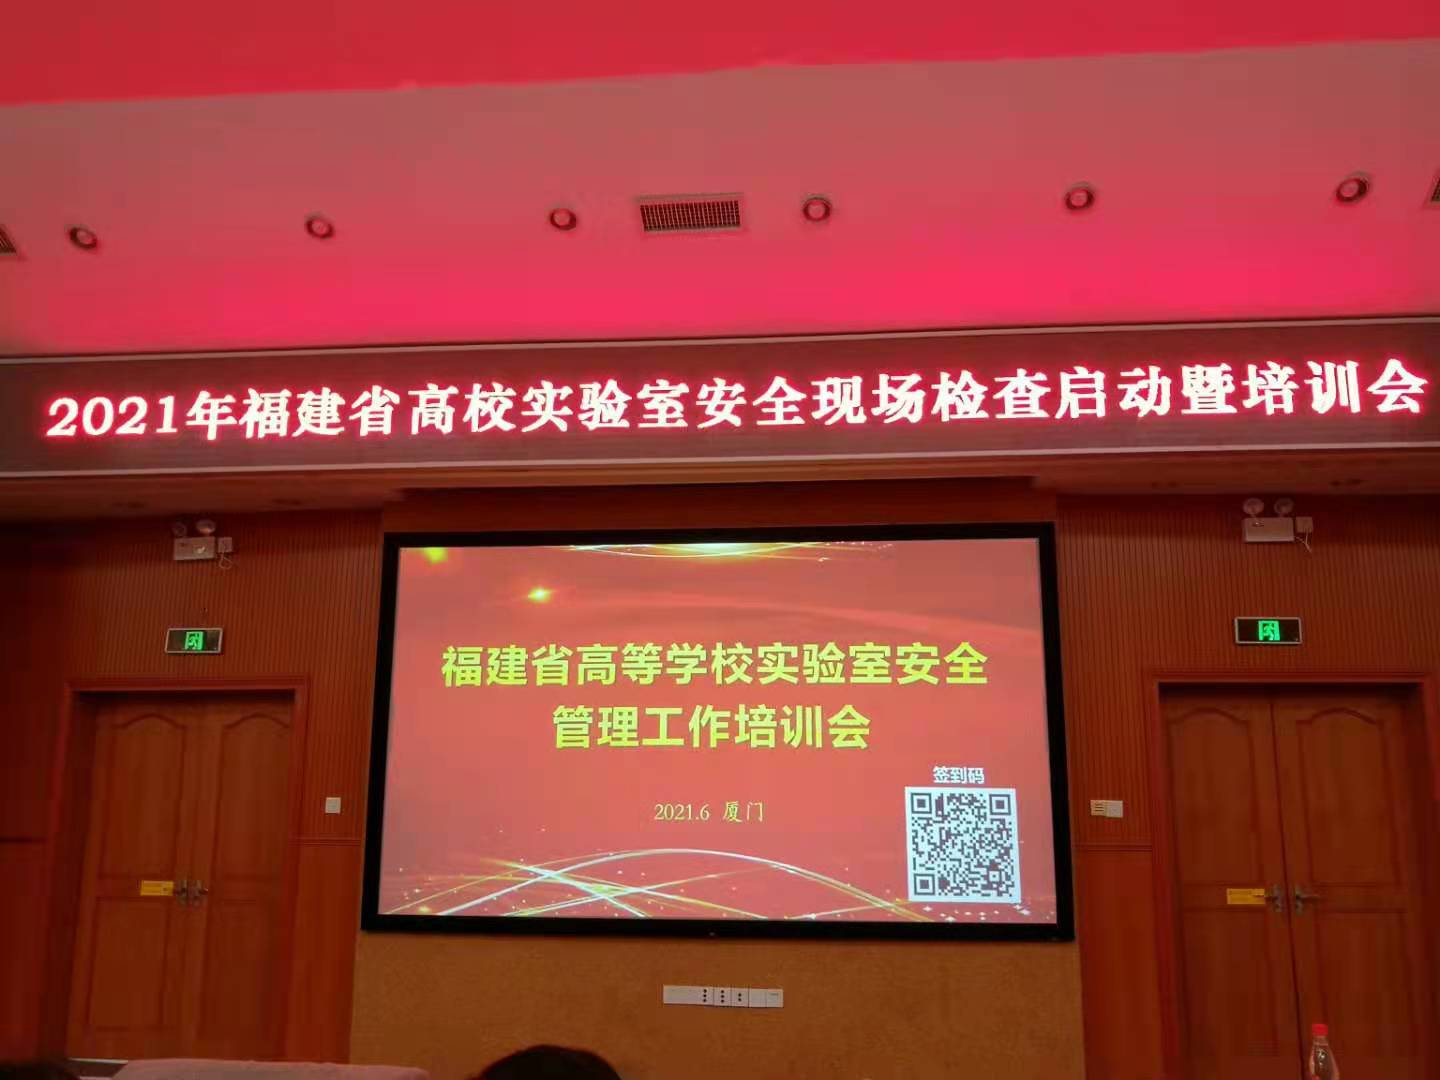 2021年福建省高校实验室安全现场检查启动暨培训会
福建省高等学校实验室安全
管理工作培训会
签到码
2021.6 厦门